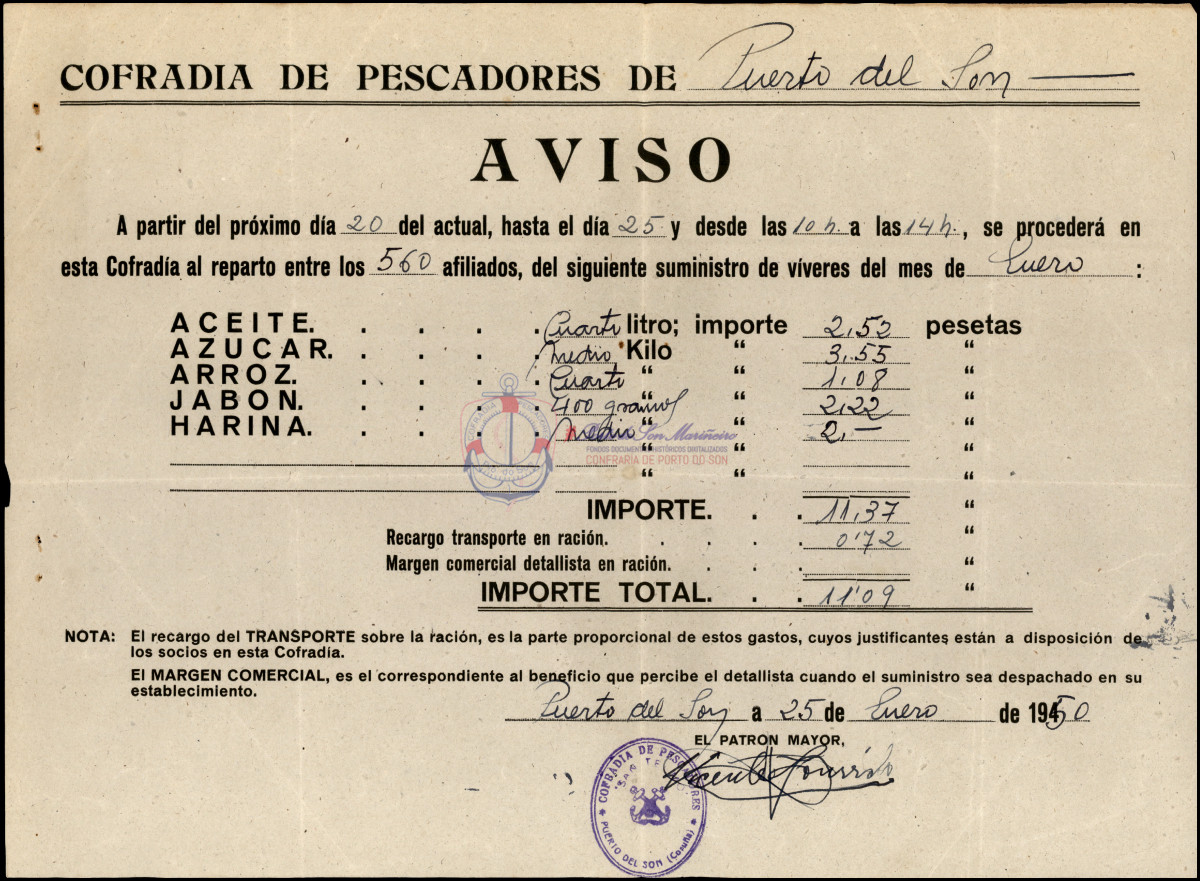 COFRADIA DE PESCADORES DE Puerto del Son
AVISO
A partir del próximo día 20 del actual, hasta el día 25 y desde las 10 h. a las 14 h., se procederá en
esta Cofradía al reparto entre los 560 afiliados, del siguiente suministro de víveres del mes de Enero :
ACEITE. . . . . Cuarto litro; importe 2,52 pesetas
AZUCAR. . . . . medio Kilo “ 3,55 “
ARROZ. . . . . Cuarto “ “ 1,08 “
JABON. . . . . 400 gramos “ “ 2,22 “
HARINA. . . . . medio “ “ 2,— “
“ “ “
“ “ “
IMPORTE. . . 11,37 “
Recargo transporte en ración. . . . . 0'72 “
Margen comercial detallista en ración. . . “
IMPORTE TOTAL. . . 11'09 “
NOTA: El recargo del TRANSPORTE sobre la ración, es la parte proporcional de estos gastos, cuyos justificantes están a disposición de
los socios en esta Cofradía.
El MARGEN COMERCIAL, es el correspondiente al beneficio que percibe el detallista cuando el suministro sea despachado en su
establecimiento.
Puerto del Son a 25 de Enero de 1950
EL PATRON MAYOR,
Vicente
COFRADIA DE PESCADORES
PUERTO DEL SON (Coruña)
Son Mariñeiro
FONDOS DOCUMENTAIS HISTÓRICOS DIGITALIZADOS
CONFRARÍA DE PORTO DO SON